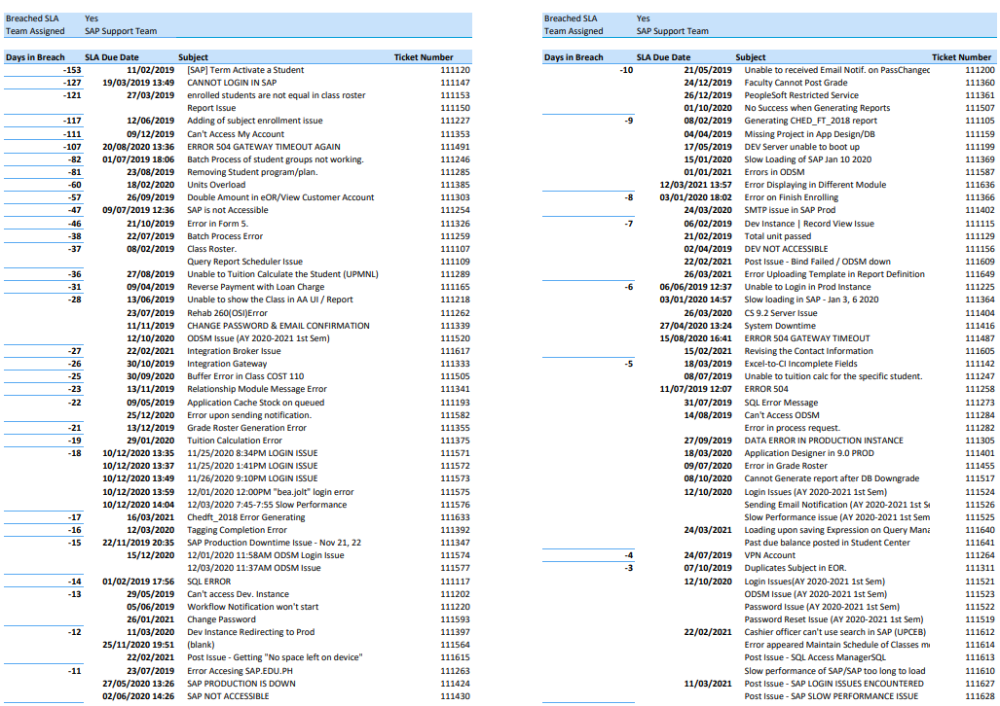 Breached SLA Yes
Team Assigned SAP Support Team
Days in Breach SLA Due Date Subject Ticket Number
-153 11/02/2019 [SAP] Term Activate a Student 111120
-127 19/03/2019 13:49 CANNOT LOGIN IN SAP 111147
-121 27/03/2019 enrolled students are not equal in class roster 111153
Report Issue 111150
-117 12/06/2019 Adding of subject enrollment issue 111227
-111 09/12/2019 Can't Access My Account 111353
-107 20/08/2020 13:36 ERROR 504 GATEWAY TIMEOUT AGAIN 111491
-82 01/07/2019 18:06 Batch Process of student groups not working. 111246
-81 23/08/2019 Removing Student program/plan. 111285
-60 18/02/2020 Units Overload 111385
-57 26/09/2019 Double Amount in eOR/View Customer Account 111303
-47 09/07/2019 12:36 SAP is not Accessible 111254
-46 21/10/2019 Error in Form 5. 111326
-38 22/07/2019 Batch Process Error 111259
-37 08/02/2019 Class Roster. 111107
Query Report Scheduler Issue 111109
-36 27/08/2019 Unable to Tuition Calculate the Student (UPMNL) 111289
-31 09/04/2019 Reverse Payment with Loan Charge 111165
-28 13/06/2019 Unable to show the Class in AA UI / Report 111218
23/07/2019 Rehab 260(OSI)Error 111262
11/11/2019 CHANGE PASSWORD & EMAIL CONFIRMATION 111339
12/10/2020 ODSM Issue (AY 2020-2021 1st Sem) 111520
-27 22/02/2021 Integration Broker Issue 111617
-26 30/10/2019 Integration Gateway 111333
-25 30/09/2020 Buffer Error in Class COST 110 111505
-23 13/11/2019 Relationship Module Message Error 111341
-22 09/05/2019 Application Cache Stock on queued 111193
25/12/2020 Error upon sending notification. 111582
-21 13/12/2019 Grade Roster Generation Error 111355
-19 29/01/2020 Tuition Calculation Error 111375
-18 10/12/2020 13:35 11/25/2020 8:34PM LOGIN ISSUE 111571
10/12/2020 13:37 11/25/2020 1:41PM LOGIN ISSUE 111572
10/12/2020 13:49 11/26/2020 9:10PM LOGIN ISSUE 111573
10/12/2020 13:59 12/01/2020 12:00PM "bea.jolt" login error 111575
10/12/2020 14:04 12/03/2020 7:45-7:55 Slow Performance 111576
-17 16/03/2021 Chedft_2018 Error Generating 111633
-16 12/03/2020 Tagging Completion Error 111392
-15 22/11/2019 20:35 SAP Production Downtime Issue - Nov 21, 22 111347
15/12/2020 12/01/2020 11:58AM ODSM Login Issue 111574
12/03/2020 11:37AM ODSM Issue 111577
-14 01/02/2019 17:56 SQL ERROR 111117
-13 29/05/2019 Can't access Dev. Instance 111202
05/06/2019 Workflow Notification won't start 111220
26/01/2021 Change Password 111593
-12 11/03/2020 Dev Instance Redirecting to Prod 111397
25/11/2020 19:51 (blank) 111564
22/02/2021 Post Issue - Getting "No space left on device" 111615
-11 23/07/2019 Error Accesing SAP.EDU.PH 111263
27/05/2020 13:26 SAP PRODUCTION IS DOWN 111424
02/06/2020 14:26 SAP NOT ACCESSIBLE 111430
Breached SLA Yes
Team Assigned SAP Support Team
Days in Breach SLA Due Date Subject Ticket Number
-10 21/05/2019 Unable to received Email Notif. on PassChangec 111200
24/12/2019 Faculty Cannot Post Grade 111360
26/12/2019 PeopleSoft Restricted Service 111361
01/10/2020 No Success when Generating Reports 111507
-9 08/02/2019 Generating CHED_FT_2018 report 111105
04/04/2019 Missing Project in App Design/DB 111159
17/05/2019 DEV Server unable to boot up 111199
15/01/2020 Slow Loading of SAP Jan 10 2020 111369
01/01/2021 Errors in ODSM 111587
12/03/2021 13:57 Error Displaying in Different Module 111636
-8 03/01/2020 18:02 Error on Finish Enrolling 111366
24/03/2020 SMTP issue in SAP Prod 111402
-7 06/02/2019 Dev Instance | Record View Issue 111115
21/02/2019 Total unit passed 111129
02/04/2019 DEV NOT ACCESSIBLE 111156
22/02/2021 Post Issue - Bind Failed / ODSM down 111609
26/03/2021 Error Uploading Template in Report Definition 111649
-6 06/06/2019 12:37 Unable to Login in Prod Instance 111225
03/01/2020 14:57 Slow loading in SAP - Jan 3, 6 2020 111364
26/03/2020 CS 9.2 Server Issue 111404
27/04/2020 13:24 System Downtime 111416
15/08/2020 16:41 ERROR 504 GATEWAY TIMEOUT 111487
15/02/2021 Revising the Contact Information 111605
-5 18/03/2019 Excel-to-CI Incomplete Fields 111142
08/07/2019 Unable to tuition calc for the specific student. 111247
11/07/2019 12:07 ERROR 504 111258
31/07/2019 SQL Error Message 111273
14/08/2019 Can't Access ODSM 111284
Error in process request. 111282
27/09/2019 DATA ERROR IN PRODUCTION INSTANCE 111305
18/03/2020 Application Designer in 9.0 PROD 111401
09/07/2020 Error in Grade Roster 111455
08/10/2020 Cannot Generate report after DB Downgrade 111517
12/10/2020 Login Issues (AY 2020-2021 1st Sem) 111524
Sending Email Notification (AY 2020-2021 1st Se 111526
Slow Performance issue (AY 2020-2021 1st Sem 111525
24/03/2021 Loading upon saving Expression on Query Mana 111640
Past due balance posted in Student Center 111641
-4 24/07/2019 VPN Account 111264
-3 07/10/2019 Duplicates Subject in EOR. 111311
12/10/2020 Login Issues(AY 2020-2021 1st Sem) 111521
ODSM Issue (AY 2020-2021 1st Sem) 111523
Password Issue (AY 2020-2021 1st Sem) 111522
Password Reset Issue (AY 2020-2021 1st Sem) 111519
22/02/2021 Cashier officer can't use search in SAP (UPCEB) 111612
Error appeared Maintain Schedule of Classes m 111614
Post Issue - SQL Access ManagerSQL 111613
Slow performance of SAP/SAP too long to load 111610
11/03/2021 Post Issue - SAP LOGIN ISSUES ENCOUNTERED 111627
Post Issue - SAP SLOW PERFORMANCE ISSUE 111628